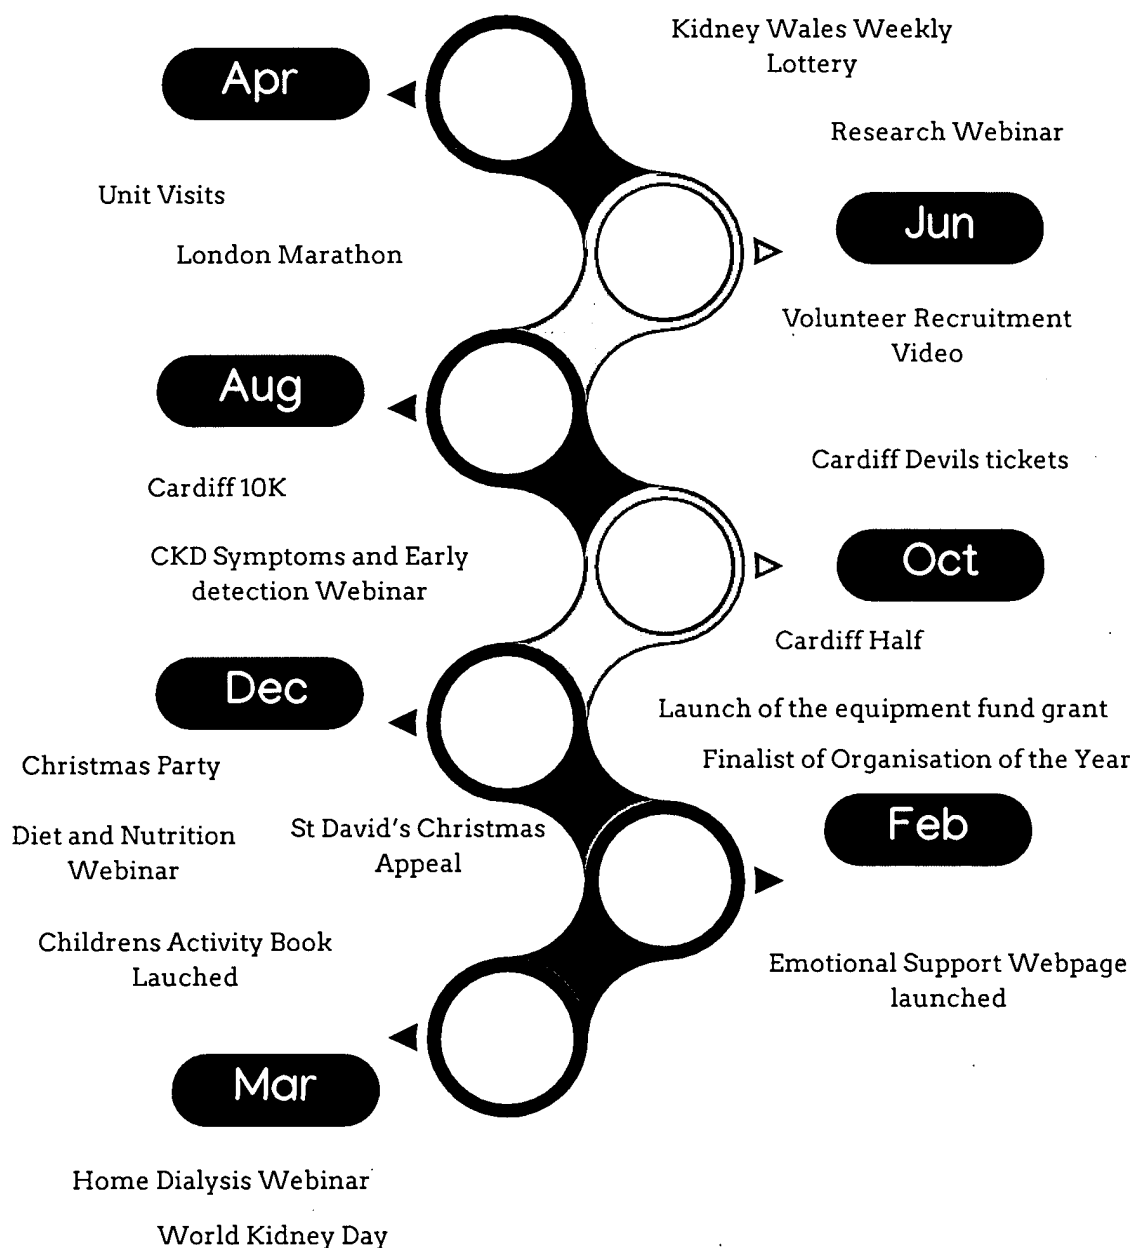 Kidney Wales Weekly
Lottery
Apr
Research Webinar
Unit Visits
Jun
London Marathon
Volunteer Recruitment
Video
Aug
Cardiff Devils tickets
Cardiff 10K
CKD Symptoms and Early
detection Webinar
Oct
Cardiff Half
Dec
Launch of the equipment fund grant
Finalist of Organisation of the Year
Christmas Party
Feb
Diet and Nutrition
Webinar
St David's Christmas
Appeal
Childrens Activity Book
Lauched
Emotional Support Webpage
launched
Mar
Home Dialysis Webinar
World Kidney Day